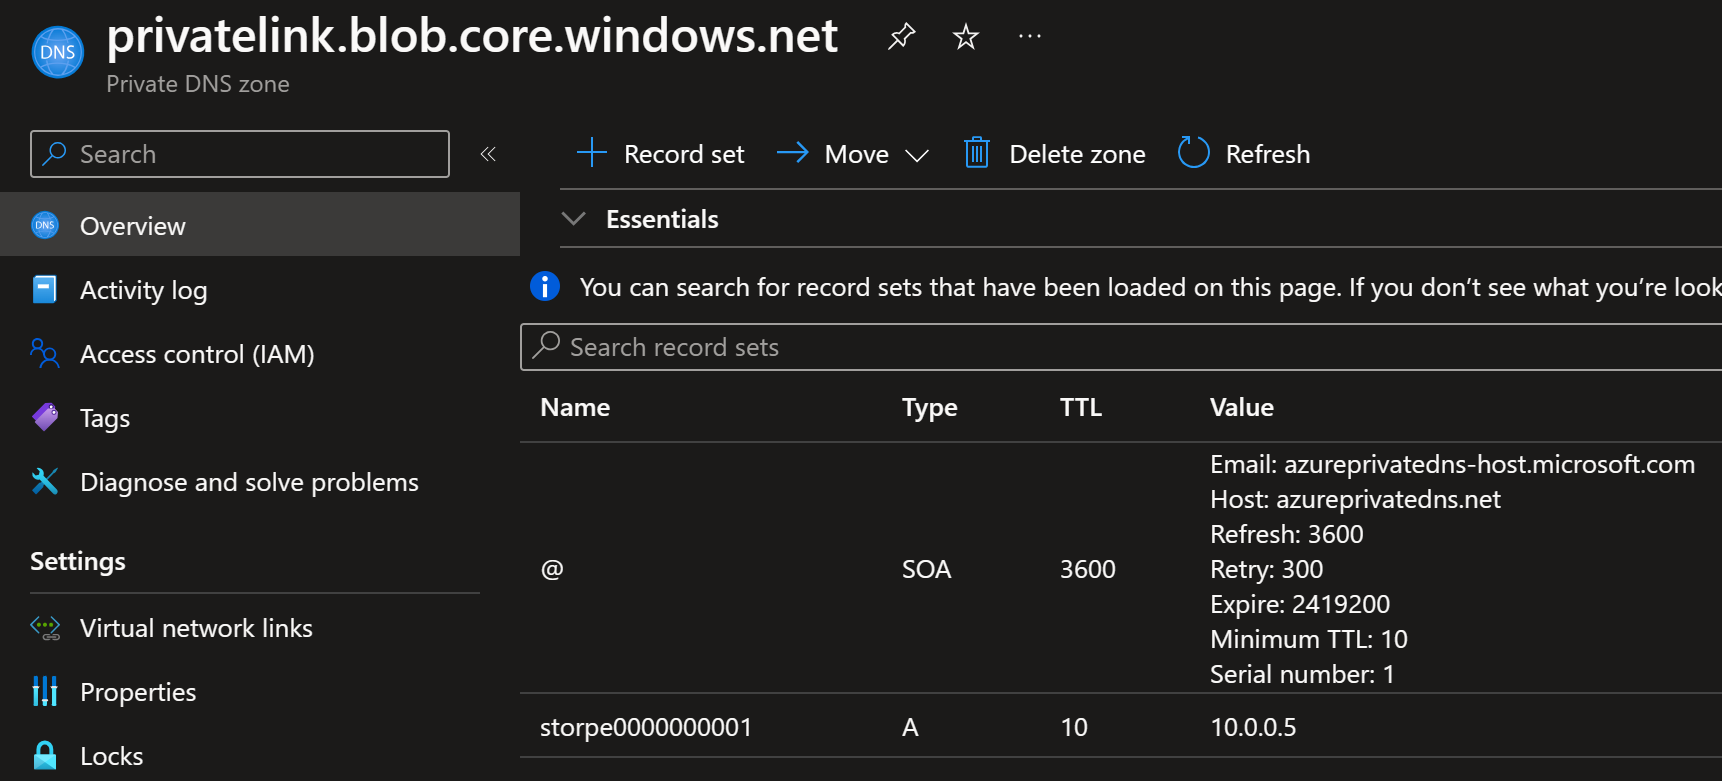 DNS
privatelink.blob.core.windows.net
Private DNS zone
Search
Record set
Move
Delete zone
Refresh
DNS
Overview
Activity log
Access control (IAM)
Tags
Diagnose and solve problems
Settings
Virtual network links
Properties
Locks
Essentials
You can search for record sets that have been loaded on this page. If you don’t see what you’re look
Search record sets
Name Type TTL Value
@ SOA 3600 Email: azureprivatedns-host.microsoft.com
Host: azureprivatedns.net
Refresh: 3600
Retry: 300
Expire: 2419200
Minimum TTL: 10
Serial number: 1
storpe0000000001 A 10 10.0.0.5